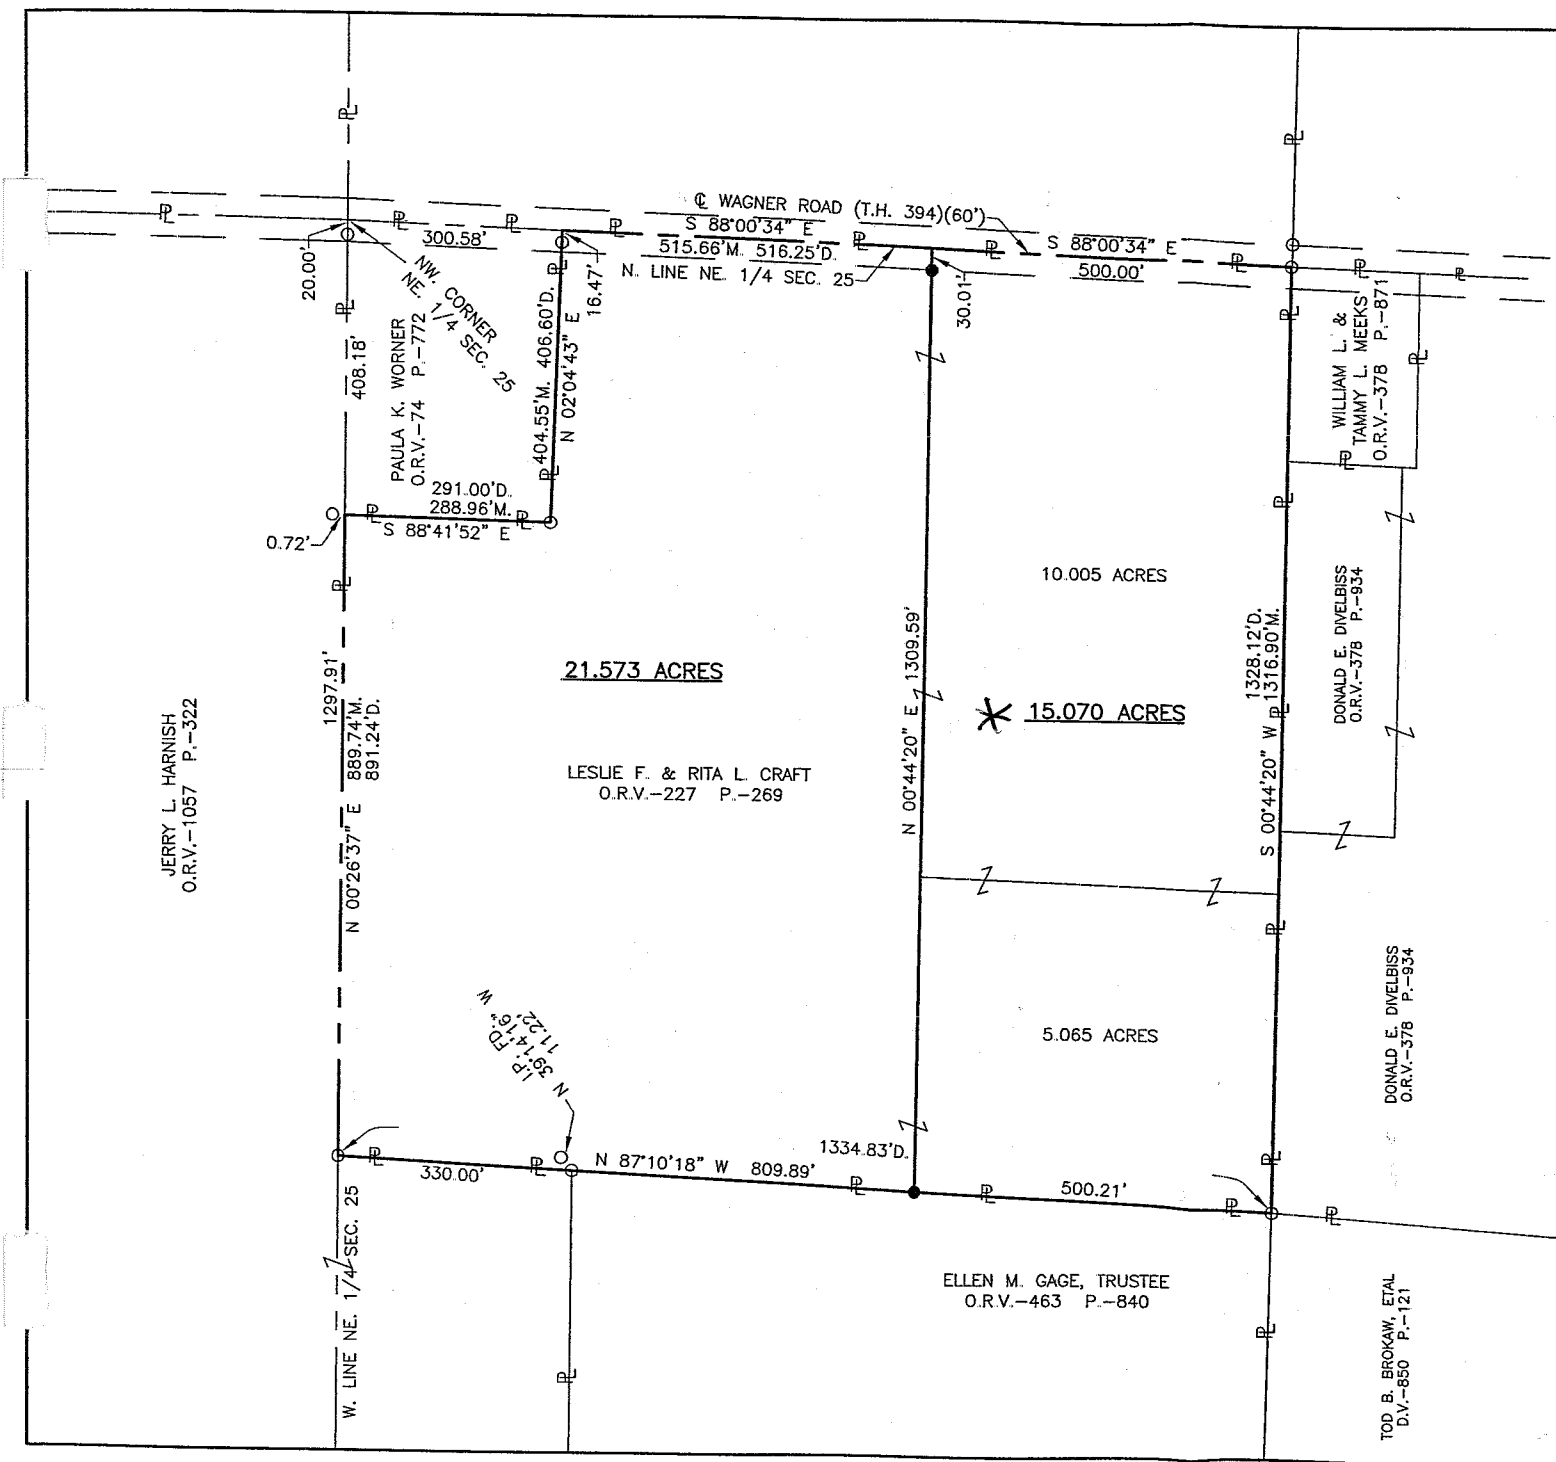 ℄ WAGNER ROAD (T.H. 394)(60')
S 88°00'34" E
515.66'M. 516.25'D.
N. LINE NE. 1/4 SEC. 25
S 88°00'34" E
500.00'
300.58'
20.00'
NW. CORNER
NE. 1/4 SEC. 25
16.47'
30.01'
408.18'
PAULA K. WORNER
O.R.V.-74 P.-772
404.55'M. 406.60'D.
N 02°04'43" E
291.00'D.
288.96'M.
S 88°41'52" E
0.72'
WILLIAM L. &
TAMMY L. MEEKS
O.R.V.-378 P.-871
10.005 ACRES
DONALD E. DIVELBISS
O.R.V.-378 P.-934
21.573 ACRES
15.070 ACRES
1297.91'
N 00°26'37" E 889.74'M.
891.24'D.
JERRY L. HARNISH
O.R.V.-1057 P.-322
LESLIE F. & RITA L. CRAFT
O.R.V.-227 P.-269
N 00°44'20" E 1309.59'
1328.12'D.
S 00°44'20" W 1316.90'M.
5.065 ACRES
DONALD E. DIVELBISS
O.R.V.-378 P.-934
I.P. FD.
N 39°14'16" W
11.22'
330.00'
N 87°10'18" W 809.89'
1334.83'D.
500.21'
W. LINE NE. 1/4 SEC. 25
ELLEN M. GAGE, TRUSTEE
O.R.V.-463 P.-840
TOD B. BROKAW, ETAL
D.V.-850 P.-121